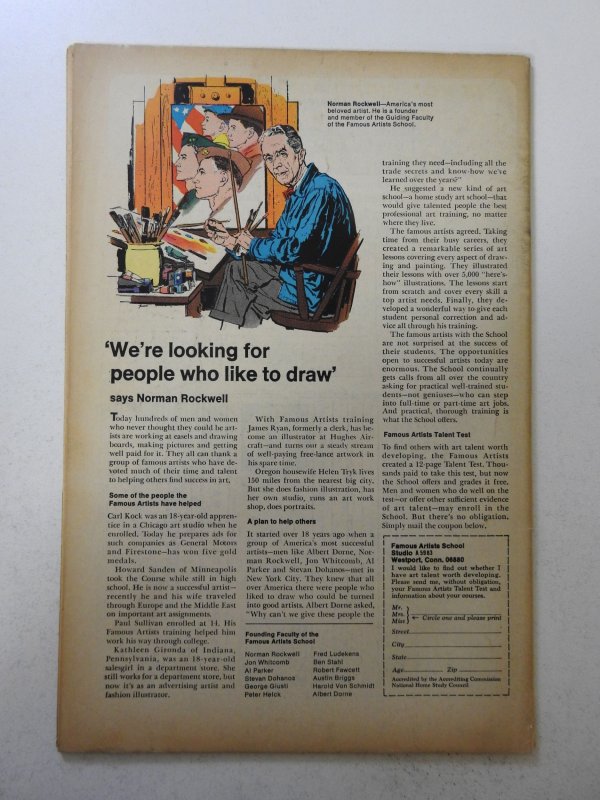 Norman Rockwell—America's most
beloved artist. He is a founder
and member of the Guiding Faculty
of the Famous Artists School.
'We're looking for
people who like to draw'
says Norman Rockwell
Today hundreds of men and women
who never thought they could be art-
ists are working at easels and drawing
boards, making pictures and getting
well paid for it. They all can thank a
group of famous artists who have de-
voted much of their time and talent
to helping others find success in art.
Some of the people the
Famous Artists have helped
Carl Kock was an 18-year-old appren-
tice in a Chicago art studio when he
enrolled. Today he prepares ads for
such companies as General Motors
and Firestone—has won five gold
medals.
Howard Sanden of Minneapolis
took the Course while still in high
school. He is now a successful artist—
recently he and his wife traveled
through Europe and the Middle East
on important art assignments.
Paul Sullivan enrolled at 14. His
Famous Artists training helped him
work his way through college.
Kathleen Gironda of Indiana,
Pennsylvania, was an 18-year-old
salesgirl in a department store. She
still works for a department store, but
now it's as an advertising artist and
fashion illustrator.
With Famous Artists training
James Ryan, formerly a clerk, has be-
come an illustrator at Hughes Air-
craft—and turns out a steady stream
of well-paying free-lance artwork in
his spare time.
Oregon housewife Helen Tryk lives
150 miles from the nearest big city.
But she does fashion illustration, has
her own studio, runs an art work
shop, does portraits.
A plan to help others
It started over 18 years ago when a
group of America's most successful
artists—men like Albert Dorne, Nor-
man Rockwell, Jon Whitcomb, Al
Parker and Stevan Dohanos—met in
New York City. They knew that all
over America there were people who
liked to draw who could be turned
into good artists. Albert Dorne asked,
"Why can't we give these people the
Founding Faculty of the
Famous Artists School
Norman Rockwell
Jon Whitcomb
Al Parker
Stevan Dohanos
George Giusti
Peter Helck
Fred Ludekens
Ben Stahl
Robert Fawcett
Austin Briggs
Harold Von Schmidt
Albert Dorne
training they need—including all the
trade secrets and know-how we've
learned over the years?"
He suggested a new kind of art
school—a home study art school—that
would give talented people the best
professional art training, no matter
where they live.
The famous artists agreed. Taking
time from their busy careers, they
created a remarkable series of art
lessons covering every aspect of draw-
ing and painting. They illustrated
their lessons with over 5,000 "here's-
how" illustrations. The lessons start
from scratch and cover every skill a
top artist needs. Finally, they de-
veloped a wonderful way to give each
student personal correction and ad-
vice all through his training.
The famous artists with the School
are not surprised at the success of
their students. The opportunities
open to successful artists today are
enormous. The School continually
gets calls from all over the country
asking for practical well-trained stu-
dents—not geniuses—who can step
into full-time or part-time art jobs.
And practical, thorough training is
what the School offers.
Famous Artists Talent Test
To find others with art talent worth
developing, the Famous Artists
created a 12-page Talent Test. Thou-
sands paid to take this test, but now
the School offers and grades it free.
Men and women who do well on the
test—or offer other sufficient evidence
of art talent—may enroll in the
School. But there's no obligation.
Simply mail the coupon below.
Famous Artists School
Studio A 5983
Westport, Conn. 06880
I would like to find out whether I
have art talent worth developing.
Please send me, without obligation,
your Famous Artists Talent Test and
information about your courses.
Mr.
Mrs.
Miss ← Circle one and please print
Street
City
State
Age Zip
Accredited by the Accrediting Commission
National Home Study Council